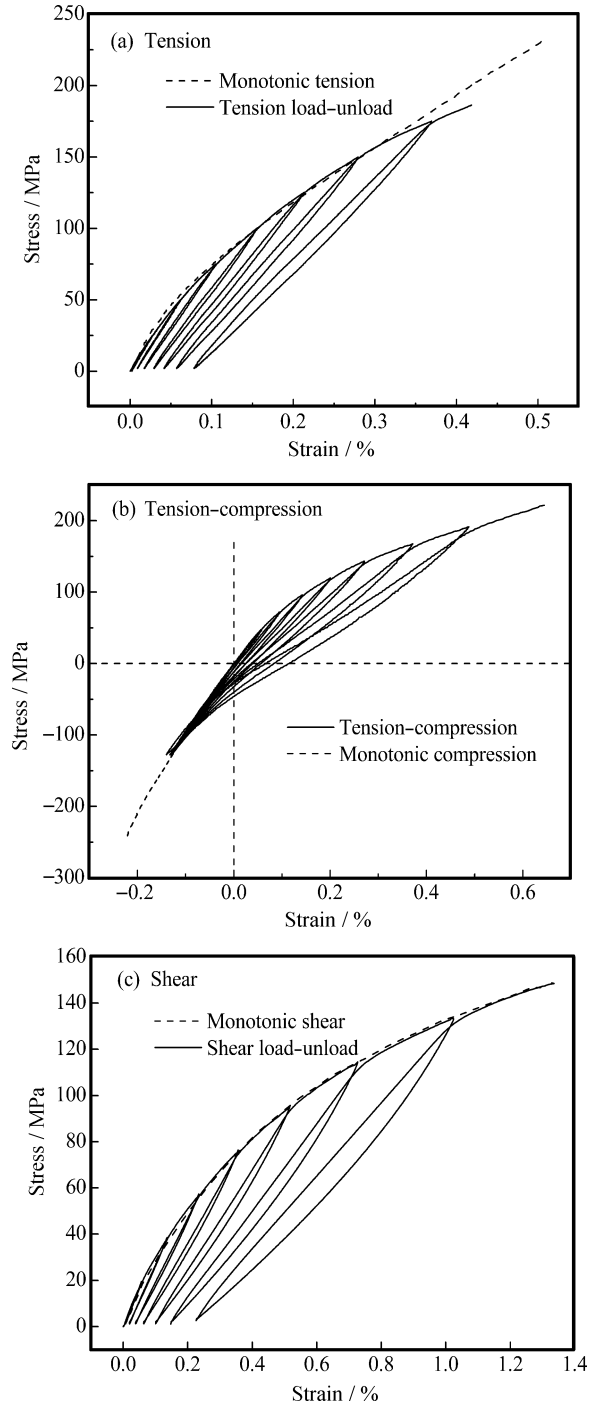 (a) Tension
Monotonic tension
Tension load-unload
250
200
150
100
50
0
Stress / MPa
0.0 0.1 0.2 0.3 0.4 0.5
Strain / %
(b) Tension-compression
200
100
0
−100
−200
−300
Stress / MPa
Tension-compression
Monotonic compression
−0.2 0.0 0.2 0.4 0.6
Strain / %
(c) Shear
Monotonic shear
Shear load-unload
160
140
120
100
80
60
40
20
0
Stress / MPa
0.0 0.2 0.4 0.6 0.8 1.0 1.2 1.4
Strain / %